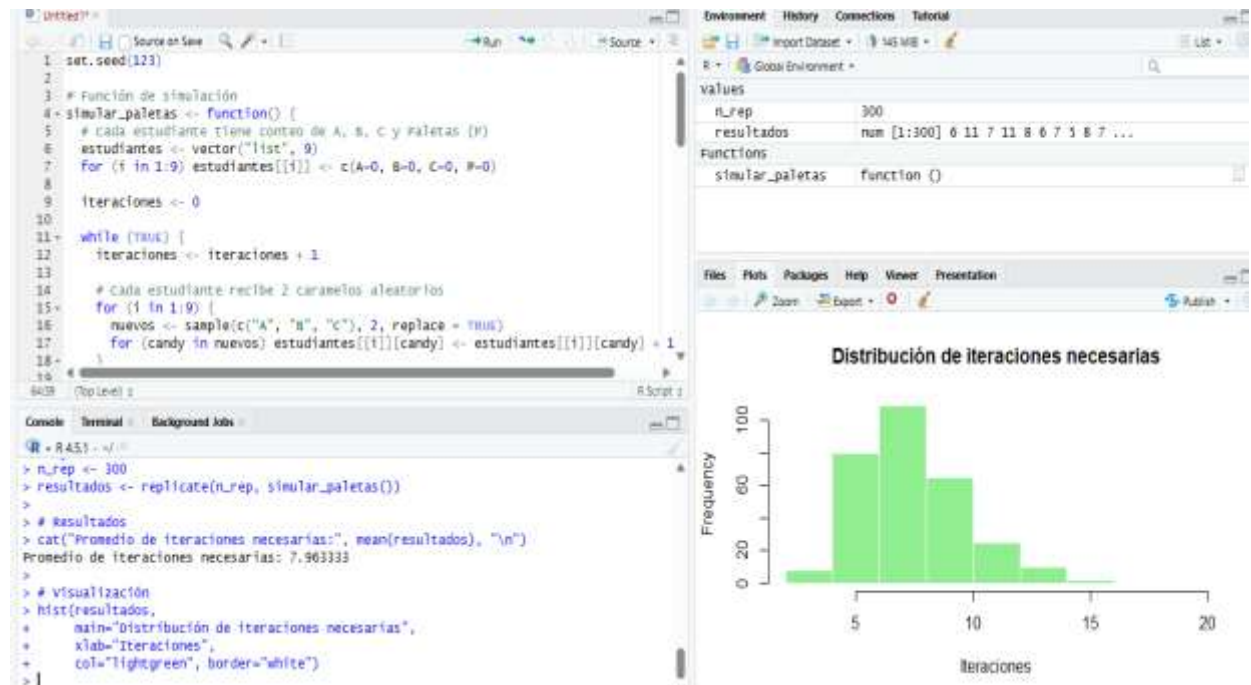 Untitled1*
Source on Save
Run
Source
1 set.seed(123)
2
3 # Función de simulación
4 simular_paletas <- function() {
5 # Cada estudiante tiene conteo de A, B, C y Paletas (P)
6 estudiantes <- vector("list", 9)
7 for (i in 1:9) estudiantes[[i]] <- c(A=0, B=0, C=0, P=0)
8
9 iteraciones <- 0
10
11 while (TRUE) {
12 iteraciones <- iteraciones + 1
13
14 # Cada estudiante recibe 2 caramelos aleatorios
15 for (i in 1:9) {
16 nuevos <- sample(c("A", "B", "C"), 2, replace = TRUE)
17 for (candy in nuevos) estudiantes[[i]][candy] <- estudiantes[[i]][candy] + 1
18 }
19
(Top Level)
R Script
Console Terminal Background Jobs
R - R 4.5.1 - ~/
> n_rep <- 300
> resultados <- replicate(n_rep, simular_paletas())
>
> # Resultados
> cat("Promedio de iteraciones necesarias:", mean(resultados), "\n")
Promedio de iteraciones necesarias: 7.963333
>
> # Visualización
> hist(resultados,
+ main="Distribución de iteraciones necesarias",
+ xlab="Iteraciones",
+ col="lightgreen", border="white")
>
Environment History Connections Tutorial
Import Dataset
145 MiB
List
R
Global Environment
Values
n_rep 300
resultados num [1:300] 6 11 7 11 8 6 7 5 8 7 ...
Functions
simular_paletas function ()
Files Plots Packages Help Viewer Presentation
Zoom Export
Publish
Distribución de iteraciones necesarias
Frequency
100
60
20
0
5 10 15 20
Iteraciones